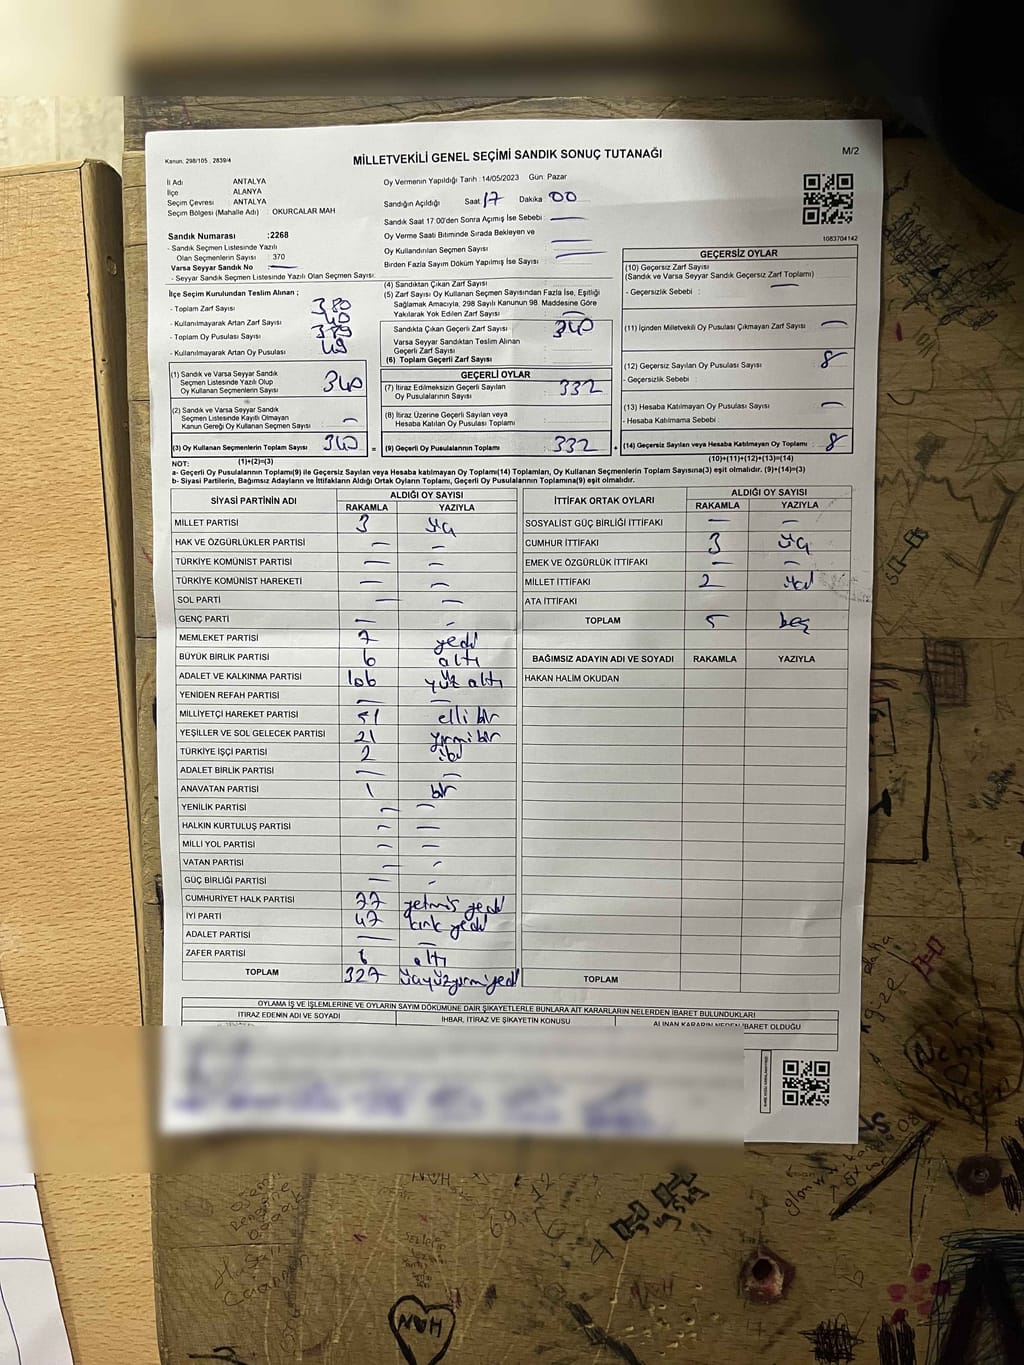 Kanun: 298/105 , 2839/4
MİLLETVEKİLİ GENEL SEÇİMİ SANDIK SONUÇ TUTANAĞI
M/2
İl Adı ANTALYA
İlçe ALANYA
Seçim Çevresi ANTALYA
Seçim Bölgesi (Mahalle Adı) : OKURCALAR MAH
Sandık Numarası :2268
- Sandık Seçmen Listesinde Yazılı
Olan Seçmenlerin Sayısı : 370
Varsa Seyyar Sandık No
- Seyyar Sandık Seçmen Listesinde Yazılı Olan Seçmen Sayısı:
Oy Vermenin Yapıldığı Tarih : 14/05/2023 Gün: Pazar
Sandığın Açıldığı Saat 17 Dakika 00
Sandık Saat 17:00'den Sonra Açımış İse Sebebi :
Oy Verme Saati Bitiminde Sırada Bekleyen ve
Oy Kullandırılan Seçmen Sayısı :
Birden Fazla Sayım Döküm Yapılmış İse Sayısı :
1083704142
İlçe Seçim Kurulundan Teslim Alınan ;
- Toplam Zarf Sayısı : 380
- Kullanılmayarak Artan Zarf Sayısı : 40
- Toplam Oy Pusulası Sayısı : 389
- Kullanılmayarak Artan Oy Pusulası : 49
(1) Sandık ve Varsa Seyyar Sandık
Seçmen Listesinde Yazılı Olup
Oy Kullanan Seçmenlerin Sayısı : 340
(2) Sandık ve Varsa Seyyar Sandık
Seçmen Listesinde Kayıtlı Olmayan
Kanun Gereği Oy Kullanan Seçmen Sayısı : —
(3) Oy Kullanan Seçmenlerin Toplam Sayısı : 340 =
(1)+(2)=(3)
(4) Sandıktan Çıkan Zarf Sayısı
(5) Zarf Sayısı Oy Kullanan Seçmen Sayısından Fazla İse, Eşitliği
Sağlamak Amacıyla; 298 Sayılı Kanunun 98. Maddesine Göre
Yakılarak Yok Edilen Zarf Sayısı : —
Sandıkta Çıkan Geçerli Zarf Sayısı : 340
Varsa Seyyar Sandıktan Teslim Alınan
Geçerli Zarf Sayısı
(6) Toplam Geçerli Zarf Sayısı
GEÇERLİ OYLAR
(7) İtiraz Edilmeksizin Geçerli Sayılan
Oy Pusulalarının Sayısı : 332
(8) İtiraz Üzerine Geçerli Sayılan veya
Hesaba Katılan Oy Pusulası Toplamı :
(9) Geçerli Oy Pusulalarının Toplamı : 332 +
GEÇERSİZ OYLAR
(10) Geçersiz Zarf Sayısı
(Sandık ve Varsa Seyyar Sandık Geçersiz Zarf Toplamı)
- Geçersizlik Sebebi : —
(11) İçinden Milletvekili Oy Pusulası Çıkmayan Zarf Sayısı : —
(12) Geçersiz Sayılan Oy Pusulası Sayısı : 8
- Geçersizlik Sebebi :
(13) Hesaba Katılmayan Oy Pusulası Sayısı : —
- Hesaba Katılmama Sebebi :
(14) Geçersiz Sayılan veya Hesaba Katılmayan Oy Toplamı : 8
(10)+(11)+(12)+(13)=(14)
NOT:
a- Geçerli Oy Pusulalarının Toplamı(9) ile Geçersiz Sayılan veya Hesaba katılmayan Oy Toplamı(14) Toplamları, Oy Kullanan Seçmenlerin Toplam Sayısına(3) eşit olmalıdır. (9)+(14)=(3)
b- Siyasi Partilerin, Bağımsız Adayların ve İttifakların Aldığı Ortak Oyların Toplamı, Geçerli Oy Pusulalarının Toplamına(9) eşit olmalıdır.
SİYASİ PARTİNİN ADI ALDIĞI OY SAYISI
RAKAMLA YAZIYLA
MİLLET PARTİSİ 3 üç
HAK VE ÖZGÜRLÜKLER PARTİSİ — —
TÜRKİYE KOMÜNİST PARTİSİ — —
TÜRKİYE KOMÜNİST HAREKETİ — —
SOL PARTİ — —
GENÇ PARTİ — —
MEMLEKET PARTİSİ 7 yedi
BÜYÜK BİRLİK PARTİSİ 6 altı
ADALET VE KALKINMA PARTİSİ 106 yüz altı
YENİDEN REFAH PARTİSİ — —
MİLLİYETÇİ HAREKET PARTİSİ 51 elli bir
YEŞİLLER VE SOL GELECEK PARTİSİ 21 yirmi bir
TÜRKİYE İŞÇİ PARTİSİ 2 iki
ADALET BİRLİK PARTİSİ — —
ANAVATAN PARTİSİ 1 bir
YENİLİK PARTİSİ — —
HALKIN KURTULUŞ PARTİSİ — —
MİLLİ YOL PARTİSİ — —
VATAN PARTİSİ — —
GÜÇ BİRLİĞİ PARTİSİ — —
CUMHURİYET HALK PARTİSİ 77 yetmiş yedi
İYİ PARTİ 47 kırk yedi
ADALET PARTİSİ — —
ZAFER PARTİSİ 6 altı
TOPLAM 327 üçyüzyirmiyedi
İTTİFAK ORTAK OYLARI ALDIĞI OY SAYISI
RAKAMLA YAZIYLA
SOSYALİST GÜÇ BİRLİĞİ İTTİFAKI — —
CUMHUR İTTİFAKI 3 üç
EMEK VE ÖZGÜRLÜK İTTİFAKI — —
MİLLET İTTİFAKI 2 iki
ATA İTTİFAKI
TOPLAM 5 beş
BAĞIMSIZ ADAYIN ADI VE SOYADI RAKAMLA YAZIYLA
HAKAN HALİM OKUDAN
TOPLAM
OYLAMA İŞ VE İŞLEMLERİNE VE OYLARIN SAYIM DÖKÜMÜNE DAİR ŞİKAYETLERLE BUNLARA AİT KARARLARIN NELERDEN İBARET BULUNDUKLARI
İTİRAZ EDEMİN ADI VE SOYADI İHBAR, İTİRAZ VE ŞİKAYETİN KONUSU ALINAN KARARIN NEDEN İBARET OLDUĞU
NVH